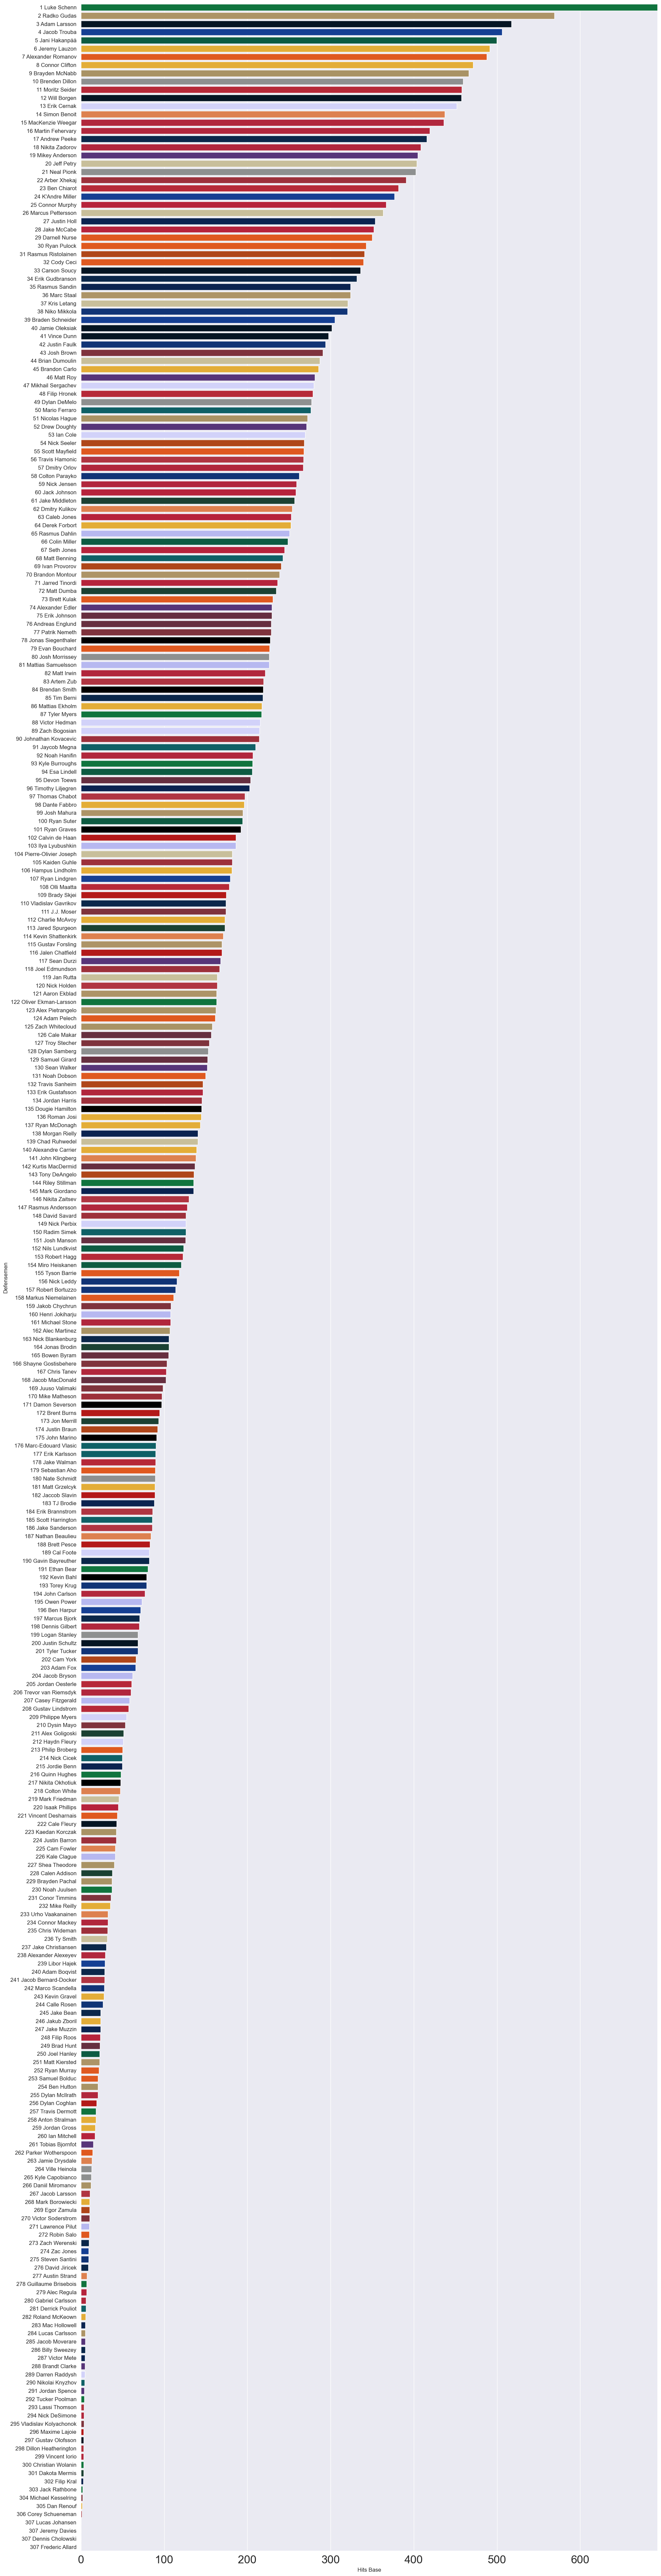 1 Luke Schenn
2 Radko Gudas
3 Adam Larsson
4 Jacob Trouba
5 Jani Hakanpää
6 Jeremy Lauzon
7 Alexander Romanov
8 Connor Clifton
9 Brayden McNabb
10 Brenden Dillon
11 Moritz Seider
12 Will Borgen
13 Erik Cernak
14 Simon Benoit
15 MacKenzie Weegar
16 Martin Fehervary
17 Andrew Peeke
18 Nikita Zadorov
19 Mikey Anderson
20 Jeff Petry
21 Neal Pionk
22 Arber Xhekaj
23 Ben Chiarot
24 K'Andre Miller
25 Connor Murphy
26 Marcus Pettersson
27 Justin Holl
28 Jake McCabe
29 Darnell Nurse
30 Ryan Pulock
31 Rasmus Ristolainen
32 Cody Ceci
33 Carson Soucy
34 Erik Gudbranson
35 Rasmus Sandin
36 Marc Staal
37 Kris Letang
38 Niko Mikkola
39 Braden Schneider
40 Jamie Oleksiak
41 Vince Dunn
42 Justin Faulk
43 Josh Brown
44 Brian Dumoulin
45 Brandon Carlo
46 Matt Roy
47 Mikhail Sergachev
48 Filip Hronek
49 Dylan DeMelo
50 Mario Ferraro
51 Nicolas Hague
52 Drew Doughty
53 Ian Cole
54 Nick Seeler
55 Scott Mayfield
56 Travis Hamonic
57 Dmitry Orlov
58 Colton Parayko
59 Nick Jensen
60 Jack Johnson
61 Jake Middleton
62 Dmitry Kulikov
63 Caleb Jones
64 Derek Forbort
65 Rasmus Dahlin
66 Colin Miller
67 Seth Jones
68 Matt Benning
69 Ivan Provorov
70 Brandon Montour
71 Jarred Tinordi
72 Matt Dumba
73 Brett Kulak
74 Alexander Edler
75 Erik Johnson
76 Andreas Englund
77 Patrik Nemeth
78 Jonas Siegenthaler
79 Evan Bouchard
80 Josh Morrissey
81 Mattias Samuelsson
82 Matt Irwin
83 Artem Zub
84 Brendan Smith
85 Tim Berni
86 Mattias Ekholm
87 Tyler Myers
88 Victor Hedman
89 Zach Bogosian
90 Johnathan Kovacevic
91 Jaycob Megna
92 Noah Hanifin
93 Kyle Burroughs
94 Esa Lindell
95 Devon Toews
96 Timothy Liljegren
97 Thomas Chabot
98 Dante Fabbro
99 Josh Mahura
100 Ryan Suter
101 Ryan Graves
102 Calvin de Haan
103 Ilya Lyubushkin
104 Pierre-Olivier Joseph
105 Kaiden Guhle
106 Hampus Lindholm
107 Ryan Lindgren
108 Olli Maatta
109 Brady Skjei
110 Vladislav Gavrikov
111 J.J. Moser
112 Charlie McAvoy
113 Jared Spurgeon
114 Kevin Shattenkirk
115 Gustav Forsling
116 Jalen Chatfield
117 Sean Durzi
118 Joel Edmundson
119 Jan Rutta
120 Nick Holden
121 Aaron Ekblad
122 Oliver Ekman-Larsson
123 Alex Pietrangelo
124 Adam Pelech
125 Zach Whitecloud
126 Cale Makar
127 Troy Stecher
128 Dylan Samberg
129 Samuel Girard
130 Sean Walker
131 Noah Dobson
132 Travis Sanheim
133 Erik Gustafsson
134 Jordan Harris
135 Dougie Hamilton
136 Roman Josi
137 Ryan McDonagh
138 Morgan Rielly
139 Chad Ruhwedel
140 Alexandre Carrier
141 John Klingberg
142 Kurtis MacDermid
143 Tony DeAngelo
144 Riley Stillman
145 Mark Giordano
146 Nikita Zaitsev
147 Rasmus Andersson
148 David Savard
149 Nick Perbix
150 Radim Simek
151 Josh Manson
152 Nils Lundkvist
153 Robert Hagg
154 Miro Heiskanen
155 Tyson Barrie
156 Nick Leddy
157 Robert Bortuzzo
158 Markus Niemelainen
159 Jakob Chychrun
160 Henri Jokiharju
161 Michael Stone
162 Alec Martinez
163 Nick Blankenburg
164 Jonas Brodin
165 Bowen Byram
166 Shayne Gostisbehere
167 Chris Tanev
168 Jacob MacDonald
169 Juuso Valimaki
170 Mike Matheson
171 Damon Severson
172 Brent Burns
173 Jon Merrill
174 Justin Braun
175 John Marino
176 Marc-Edouard Vlasic
177 Erik Karlsson
178 Jake Walman
179 Sebastian Aho
180 Nate Schmidt
181 Matt Grzelcyk
182 Jaccob Slavin
183 TJ Brodie
184 Erik Brannstrom
185 Scott Harrington
186 Jake Sanderson
187 Nathan Beaulieu
188 Brett Pesce
189 Cal Foote
190 Gavin Bayreuther
191 Ethan Bear
192 Kevin Bahl
193 Torey Krug
194 John Carlson
195 Owen Power
196 Ben Harpur
197 Marcus Bjork
198 Dennis Gilbert
199 Logan Stanley
200 Justin Schultz
201 Tyler Tucker
202 Cam York
203 Adam Fox
204 Jacob Bryson
205 Jordan Oesterle
206 Trevor van Riemsdyk
207 Casey Fitzgerald
208 Gustav Lindstrom
209 Philippe Myers
210 Dysin Mayo
211 Alex Goligoski
212 Haydn Fleury
213 Philip Broberg
214 Nick Cicek
215 Jordie Benn
216 Quinn Hughes
217 Nikita Okhotiuk
218 Colton White
219 Mark Friedman
220 Isaak Phillips
221 Vincent Desharnais
222 Cale Fleury
223 Kaedan Korczak
224 Justin Barron
225 Cam Fowler
226 Kale Clague
227 Shea Theodore
228 Calen Addison
229 Brayden Pachal
230 Noah Juulsen
231 Conor Timmins
232 Mike Reilly
233 Urho Vaakanainen
234 Connor Mackey
235 Chris Wideman
236 Ty Smith
237 Jake Christiansen
238 Alexander Alexeyev
239 Libor Hajek
240 Adam Boqvist
241 Jacob Bernard-Docker
242 Marco Scandella
243 Kevin Gravel
244 Calle Rosen
245 Jake Bean
246 Jakub Zboril
247 Jake Muzzin
248 Filip Roos
249 Brad Hunt
250 Joel Hanley
251 Matt Kiersted
252 Ryan Murray
253 Samuel Bolduc
254 Ben Hutton
255 Dylan McIlrath
256 Dylan Coghlan
257 Travis Dermott
258 Anton Stralman
259 Jordan Gross
260 Ian Mitchell
261 Tobias Bjornfot
262 Parker Wotherspoon
263 Jamie Drysdale
264 Ville Heinola
265 Kyle Capobianco
266 Daniil Miromanov
267 Jacob Larsson
268 Mark Borowiecki
269 Egor Zamula
270 Victor Soderstrom
271 Lawrence Pilut
272 Robin Salo
273 Zach Werenski
274 Zac Jones
275 Steven Santini
276 David Jiricek
277 Austin Strand
278 Guillaume Brisebois
279 Alec Regula
280 Gabriel Carlsson
281 Derrick Pouliot
282 Roland McKeown
283 Mac Hollowell
284 Lucas Carlsson
285 Jacob Moverare
286 Billy Sweezey
287 Victor Mete
288 Brandt Clarke
289 Darren Raddysh
290 Nikolai Knyzhov
291 Jordan Spence
292 Tucker Poolman
293 Lassi Thomson
294 Nick DeSimone
295 Vladislav Kolyachonok
296 Maxime Lajoie
297 Gustav Olofsson
298 Dillon Heatherington
299 Vincent Iorio
300 Christian Wolanin
301 Dakota Mermis
302 Filip Kral
303 Jack Rathbone
304 Michael Kesselring
305 Dan Renouf
306 Corey Schueneman
307 Lucas Johansen
307 Jeremy Davies
307 Dennis Cholowski
307 Frederic Allard
Defensemen
0 100 200 300 400 500 600
Hits Base